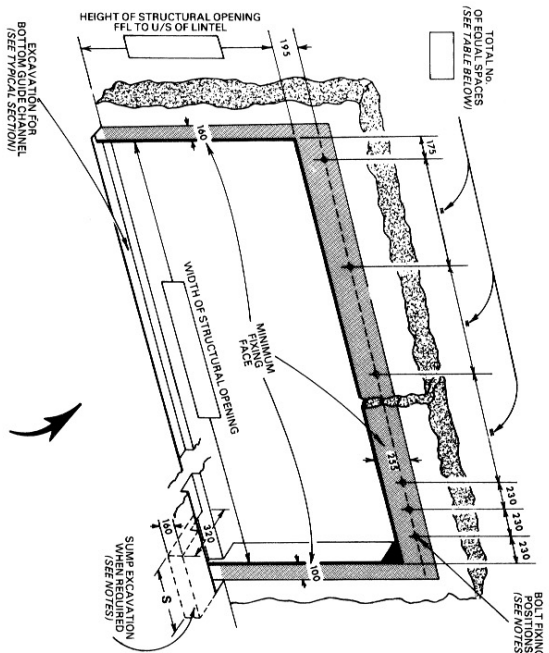 HEIGHT OF STRUCTURAL OPENING
FFL TO U/S OF LINTEL
195
TOTAL No.
OF EQUAL SPACES
(SEE TABLE BELOW)
EXCAVATION FOR
BOTTOM GUIDE CHANNEL
(SEE TYPICAL SECTION)
160
175
WIDTH OF STRUCTURAL OPENING
MINIMUM
FIXING
FACE
255
230
230
230
320
160
S
100
SUMP EXCAVATION
WHEN REQUIRED
(SEE NOTES)
BOLT FIXING
POSITIONS
(SEE NOTES